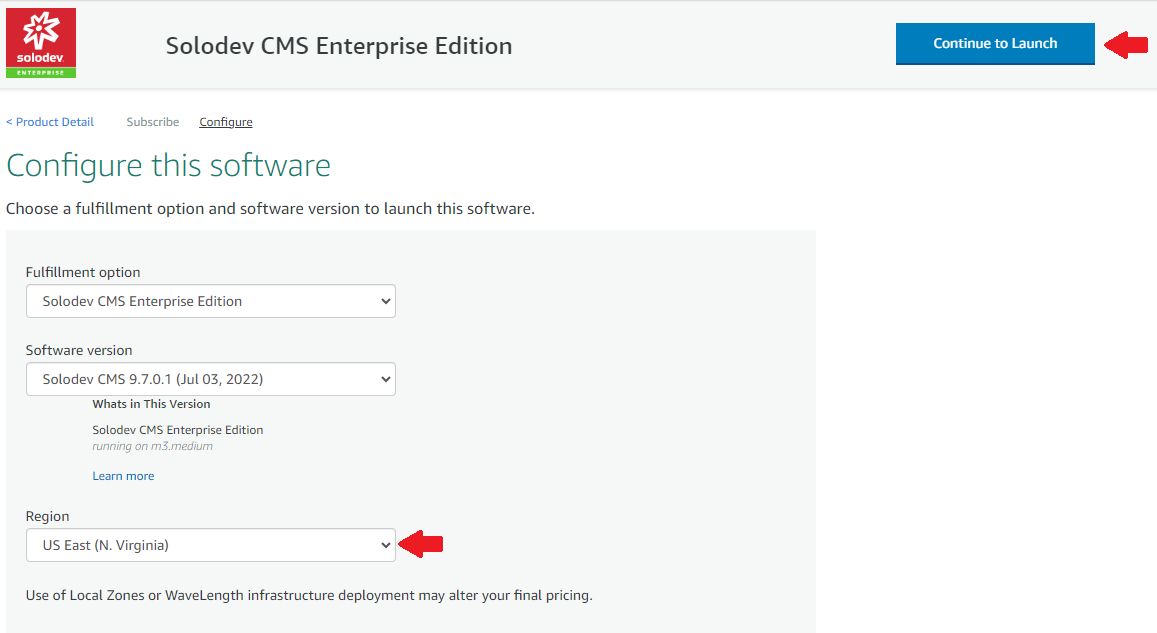 solodev
ENTERPRISE
Solodev CMS Enterprise Edition
Continue to Launch
< Product Detail Subscribe Configure
Configure this software
Choose a fulfillment option and software version to launch this software.
Fulfillment option
Solodev CMS Enterprise Edition
Software version
Solodev CMS 9.7.0.1 (Jul 03, 2022)
Whats in This Version
Solodev CMS Enterprise Edition
running on m3.medium
Learn more
Region
US East (N. Virginia)
Use of Local Zones or WaveLength infrastructure deployment may alter your final pricing.